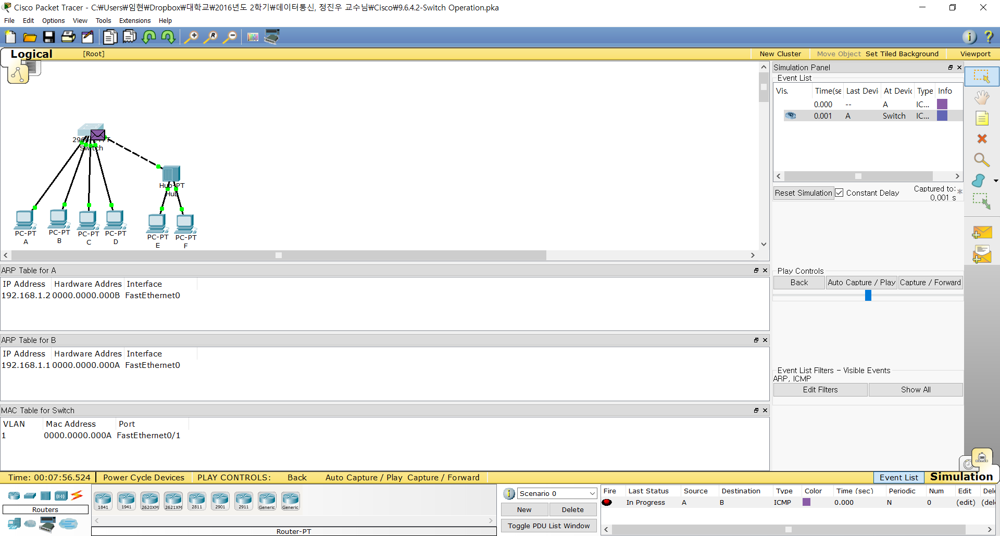 Cisco Packet Tracer - C:₩Users₩임현₩Dropbox₩대학교₩2016년도 2학기₩데이터통신, 정진우 교수님₩Cisco₩9.6.4.2-Switch Operation.pka
File Edit Options View Tools Extensions Help
Logical [Root] New Cluster Move Object Set Tiled Background Viewport
Simulation Panel
Event List
Vis. Time(se Last Devi At Devic Type Info
0.000 -- A IC...
0.001 A Switch IC...
Switch
Hub-PT
Hub
Reset Simulation Constant Delay Captured to:
0.001 s
PC-PT
A
PC-PT
B
PC-PT
C
PC-PT
D
PC-PT
E
PC-PT
F
ARP Table for A
IP Address Hardware Addres Interface
192.168.1.2 0000.0000.000B FastEthernet0
Play Controls
Back Auto Capture / Play Capture / Forward
ARP Table for B
IP Address Hardware Addres Interface
192.168.1.1 0000.0000.000A FastEthernet0
Event List Filters - Visible Events
ARP, ICMP
Edit Filters Show All
MAC Table for Switch
VLAN Mac Address Port
1 0000.0000.000A FastEthernet0/1
Time: 00:07:56.524 Power Cycle Devices PLAY CONTROLS: Back Auto Capture / Play Capture / Forward Event List Simulation
Routers
1841 1941 2620XM 2621XM 2811 2901 2911 Generic Generic
Router-PT
Scenario 0
New Delete
Toggle PDU List Window
Fire Last Status Source Destination Type Color Time (sec) Periodic Num Edit Dele
In Progress A B ICMP 0.000 N 0 (edit) (del